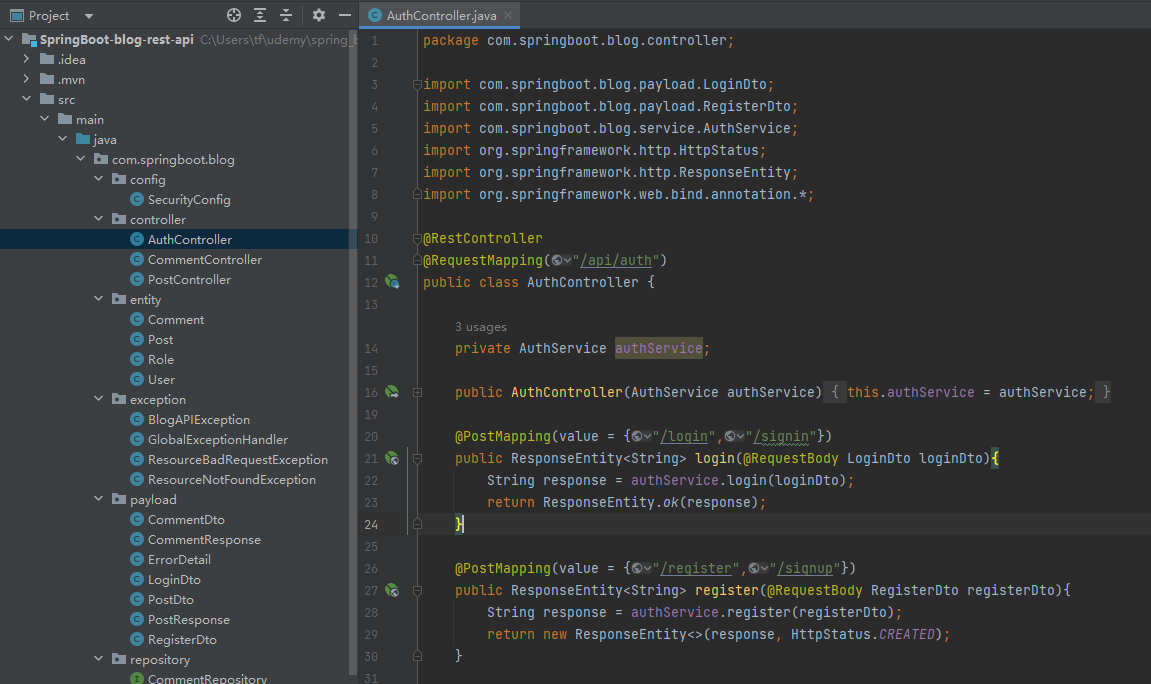 Project
SpringBoot-blog-rest-api C:\Users\tf\udemy\spring_b
.idea
.mvn
src
main
java
com.springboot.blog
config
SecurityConfig
controller
AuthController
CommentController
PostController
entity
Comment
Post
Role
User
exception
BlogAPIException
GlobalExceptionHandler
ResourceBadRequestException
ResourceNotFoundException
payload
CommentDto
CommentResponse
ErrorDetail
LoginDto
PostDto
PostResponse
RegisterDto
repository
CommentRepository
AuthController.java
1 package com.springboot.blog.controller;
2
3 import com.springboot.blog.payload.LoginDto;
4 import com.springboot.blog.payload.RegisterDto;
5 import com.springboot.blog.service.AuthService;
6 import org.springframework.http.HttpStatus;
7 import org.springframework.http.ResponseEntity;
8 import org.springframework.web.bind.annotation.*;
9
10 @RestController
11 @RequestMapping("/api/auth")
12 public class AuthController {
13
3 usages
14 private AuthService authService;
15
16 public AuthController(AuthService authService) { this.authService = authService; }
19
20 @PostMapping(value = {"/login","/signin"})
21 public ResponseEntity<String> login(@RequestBody LoginDto loginDto){
22 String response = authService.login(loginDto);
23 return ResponseEntity.ok(response);
24 }
25
26 @PostMapping(value = {"/register","/signup"})
27 public ResponseEntity<String> register(@RequestBody RegisterDto registerDto){
28 String response = authService.register(registerDto);
29 return new ResponseEntity<>(response, HttpStatus.CREATED);
30 }
31